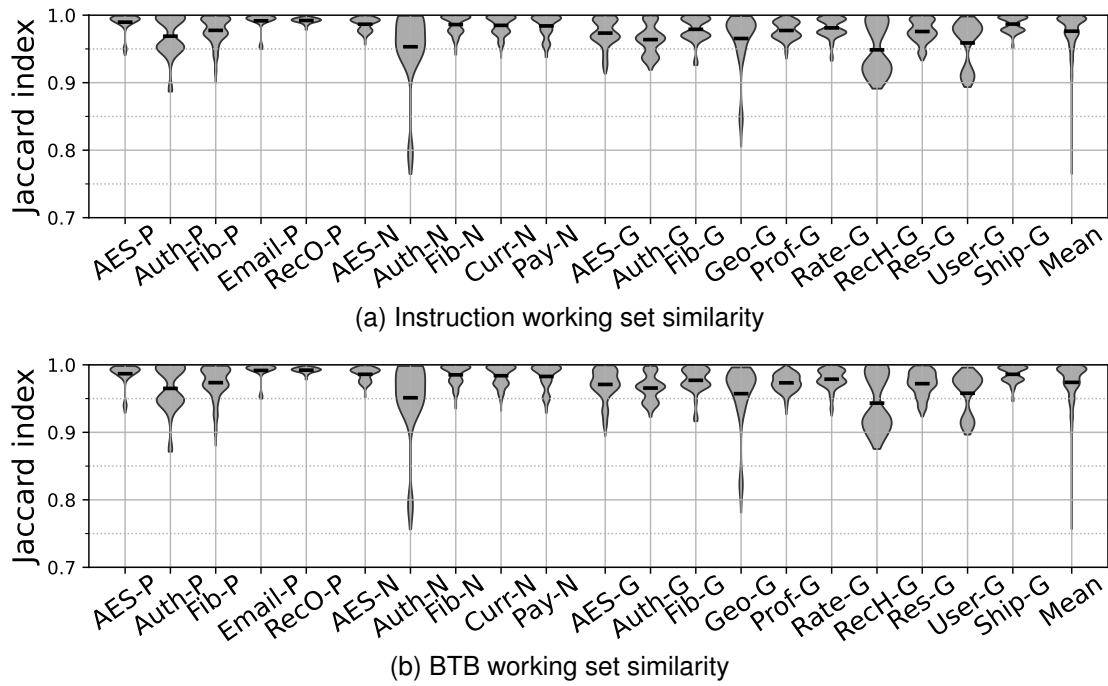 Jaccard index
1.0
0.9
0.8
0.7
AES-P Auth-P Fib-P Email-P RecO-P AES-N Auth-N Fib-N Curr-N Pay-N AES-G Auth-G Fib-G Geo-G Prof-G Rate-G RecH-G Res-G User-G Ship-G Mean
(a) Instruction working set similarity
Jaccard index
1.0
0.9
0.8
0.7
AES-P Auth-P Fib-P Email-P RecO-P AES-N Auth-N Fib-N Curr-N Pay-N AES-G Auth-G Fib-G Geo-G Prof-G Rate-G RecH-G Res-G User-G Ship-G Mean
(b) BTB working set similarity